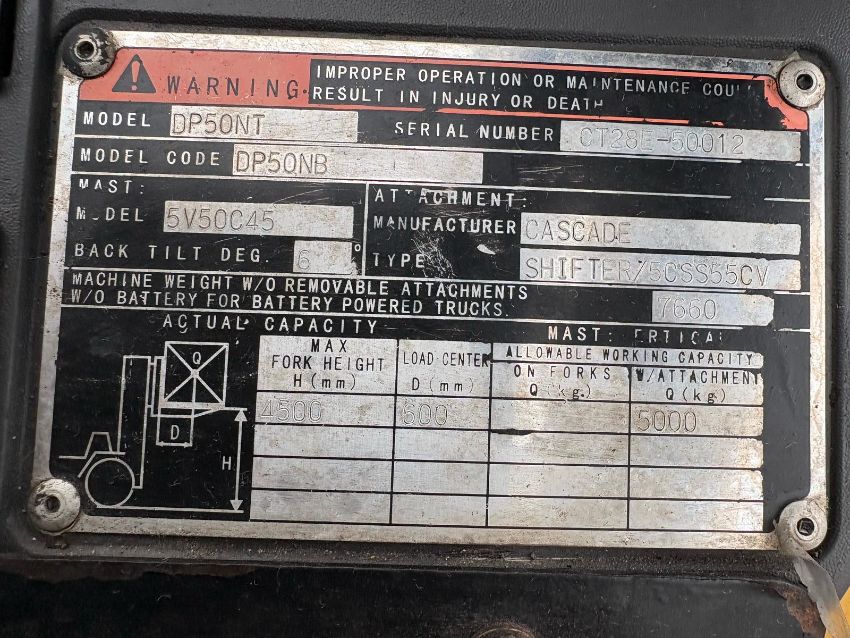 WARNING
IMPROPER OPERATION OR MAINTENANCE COUL
RESULT IN INJURY OR DEATH
MODEL DP50NT SERIAL NUMBER CT28E-50012
MODEL CODE DP50NB
MAST: ATTACHMENT:
MODEL 5V50C45 MANUFACTURER CASCADE
BACK TILT DEG. 6° TYPE SHIFTER/5CSS55CV
MACHINE WEIGHT W/O REMOVABLE ATTACHMENTS
W/O BATTERY FOR BATTERY POWERED TRUCKS. 7660
ACTUAL CAPACITY MAST: ERTICAL
MAX FORK HEIGHT H (mm)
LOAD CENTER D (mm)
ALLOWABLE WORKING CAPACITY
ON FORKS Q (kg.)
W/ATTACHMENT Q (kg)
4500 600 5000
Q
D
H